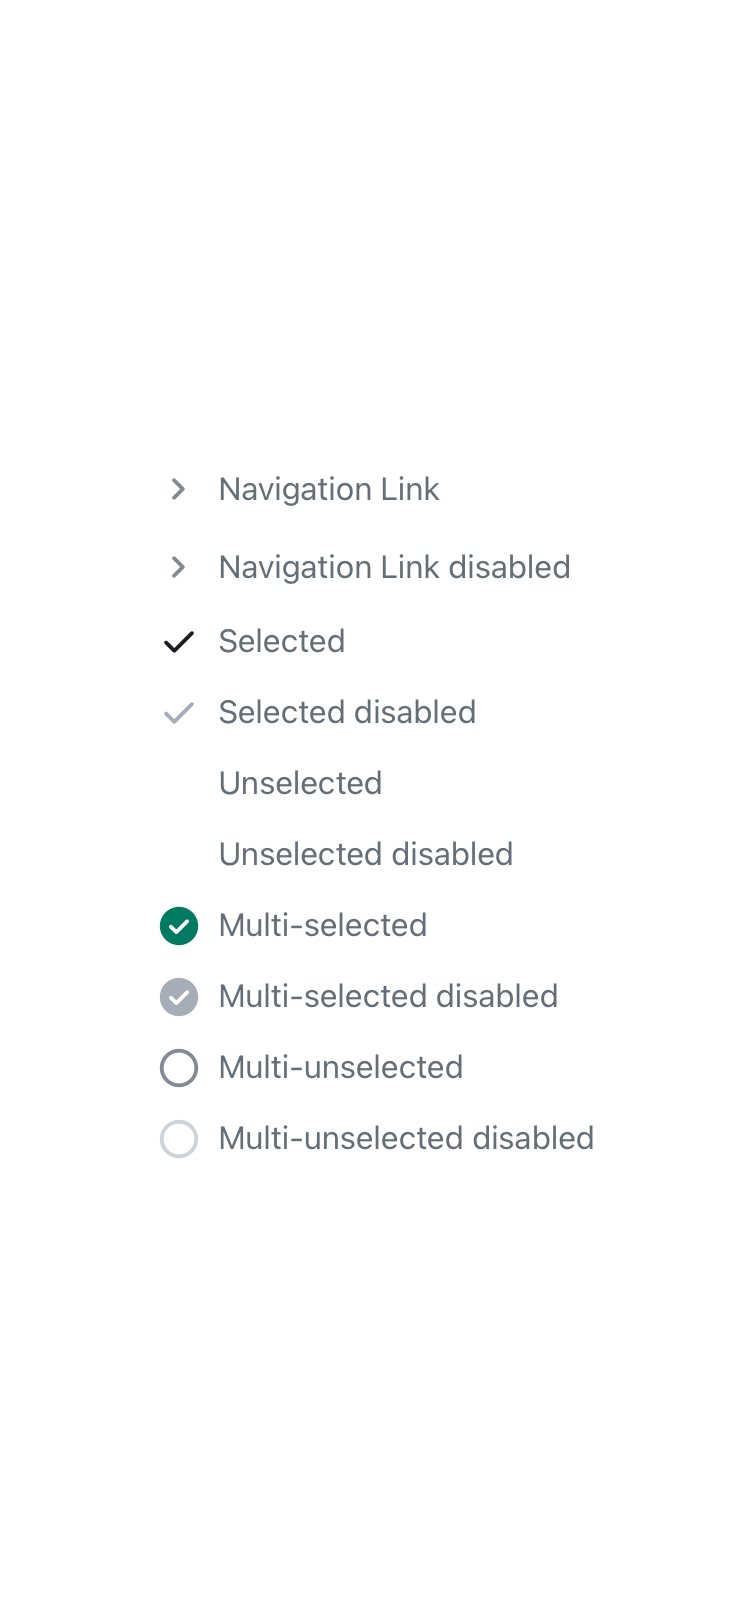 Navigation Link
Navigation Link disabled
Selected
Selected disabled
Unselected
Unselected disabled
Multi-selected
Multi-selected disabled
Multi-unselected
Multi-unselected disabled